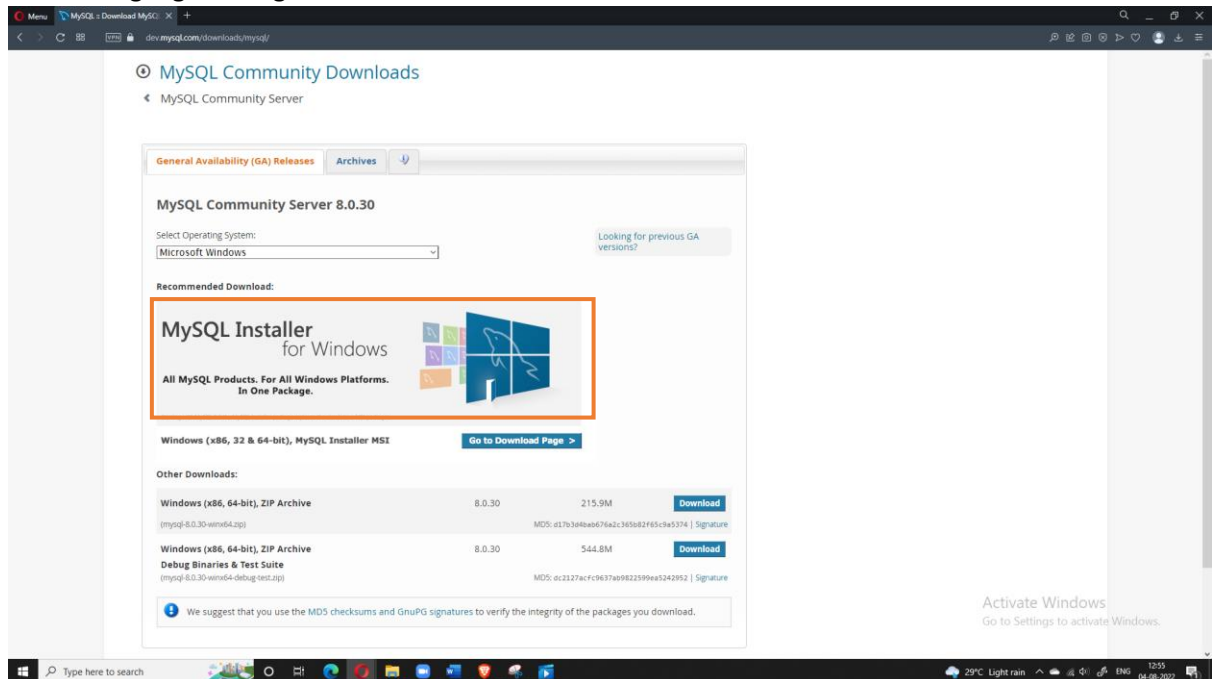 Menu MySQL :: Download MySQL
VPN dev.mysql.com/downloads/mysql/
MySQL Community Downloads
MySQL Community Server
General Availability (GA) Releases Archives
MySQL Community Server 8.0.30
Select Operating System:
Microsoft Windows
Looking for previous GA
versions?
Recommended Download:
MySQL Installer
for Windows
All MySQL Products. For All Windows Platforms.
In One Package.
Windows (x86, 32 & 64-bit), MySQL Installer MSI Go to Download Page >
Other Downloads:
Windows (x86, 64-bit), ZIP Archive 8.0.30 215.9M Download
(mysql-8.0.30-winx64.zip) MD5: | Signature
Windows (x86, 64-bit), ZIP Archive 8.0.30 544.8M Download
Debug Binaries & Test Suite
(mysql-8.0.30-winx64-debug-test.zip) MD5: | Signature
We suggest that you use the MD5 checksums and GnuPG signatures to verify the integrity of the packages you download.
Activate Windows
Go to Settings to activate Windows.
Type here to search 29°C Light rain ENG 12:55
04-08-2022